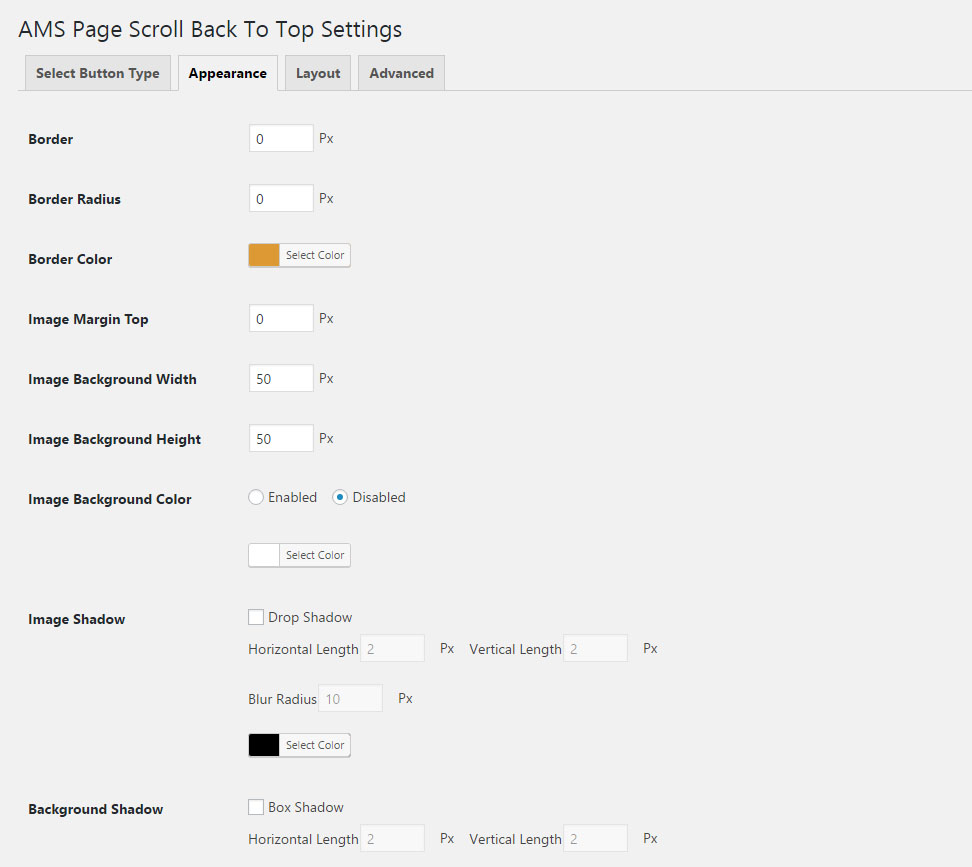 AMS Page Scroll Back To Top Settings
Select Button Type Appearance Layout Advanced
Border 0 Px
Border Radius 0 Px
Border Color Select Color
Image Margin Top 0 Px
Image Background Width 50 Px
Image Background Height 50 Px
Image Background Color Enabled Disabled
Select Color
Image Shadow Drop Shadow
Horizontal Length 2 Px Vertical Length 2 Px
Blur Radius 10 Px
Select Color
Background Shadow Box Shadow
Horizontal Length 2 Px Vertical Length 2 Px